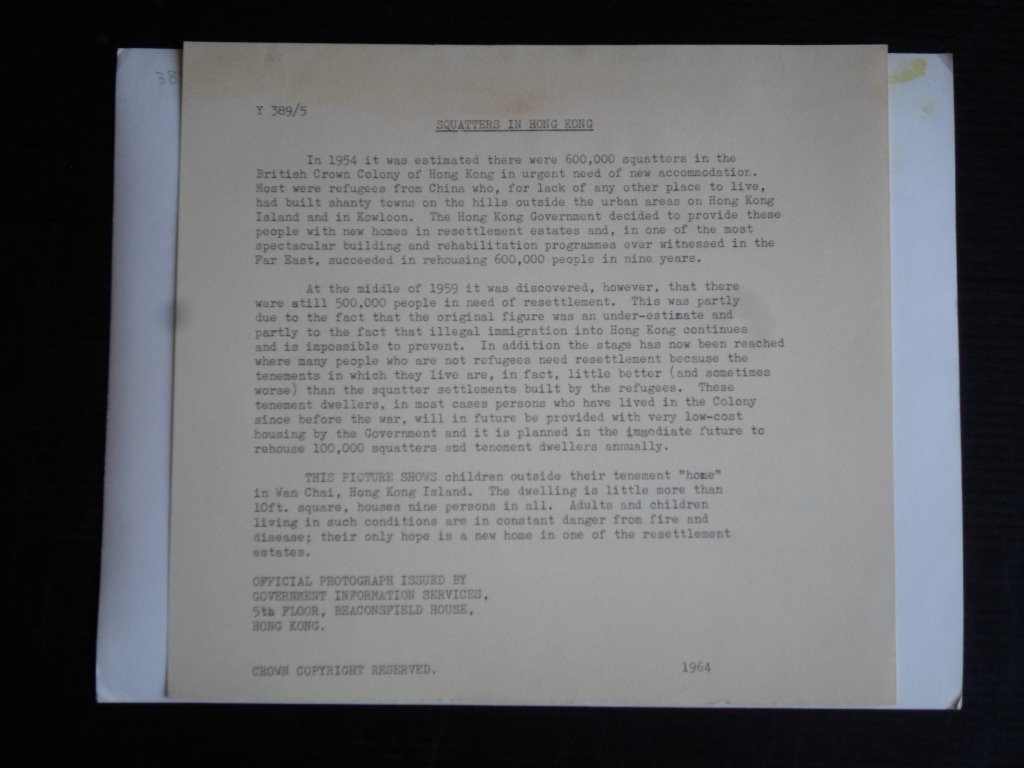 38
Y 389/5
SQUATTERS IN HONG KONG
In 1954 it was estimated there were 600,000 squatters in the
British Crown Colony of Hong Kong in urgent need of new accommodation.
Most were refugees from China who, for lack of any other place to live,
had built shanty towns on the hills outside the urban areas on Hong Kong
Island and in Kowloon. The Hong Kong Government decided to provide these
people with new homes in resettlement estates and, in one of the most
spectacular building and rehabilitation programmes ever witnessed in the
Far East, succeeded in rehousing 600,000 people in nine years.
At the middle of 1959 it was discovered, however, that there
were still 500,000 people in need of resettlement. This was partly
due to the fact that the original figure was an under-estimate and
partly to the fact that illegal immigration into Hong Kong continues
and is impossible to prevent. In addition the stage has now been reached
where many people who are not refugees need resettlement because the
tenements in which they live are, in fact, little better (and sometimes
worse) than the squatter settlements built by the refugees. These
tenement dwellers, in most cases persons who have lived in the Colony
since before the war, will in future be provided with very low-cost
housing by the Government and it is planned in the immediate future to
rehouse 100,000 squatters and tenement dwellers annually.
THIS PICTURE SHOWS children outside their tenement "home"
in Wan Chai, Hong Kong Island. The dwelling is little more than
10ft. square, houses nine persons in all. Adults and children
living in such conditions are in constant danger from fire and
disease; their only hope is a new home in one of the resettlement
estates.
OFFICIAL PHOTOGRAPH ISSUED BY
GOVERNMENT INFORMATION SERVICES,
5th FLOOR, BEACONSFIELD HOUSE,
HONG KONG.
CROWN COPYRIGHT RESERVED. 1964